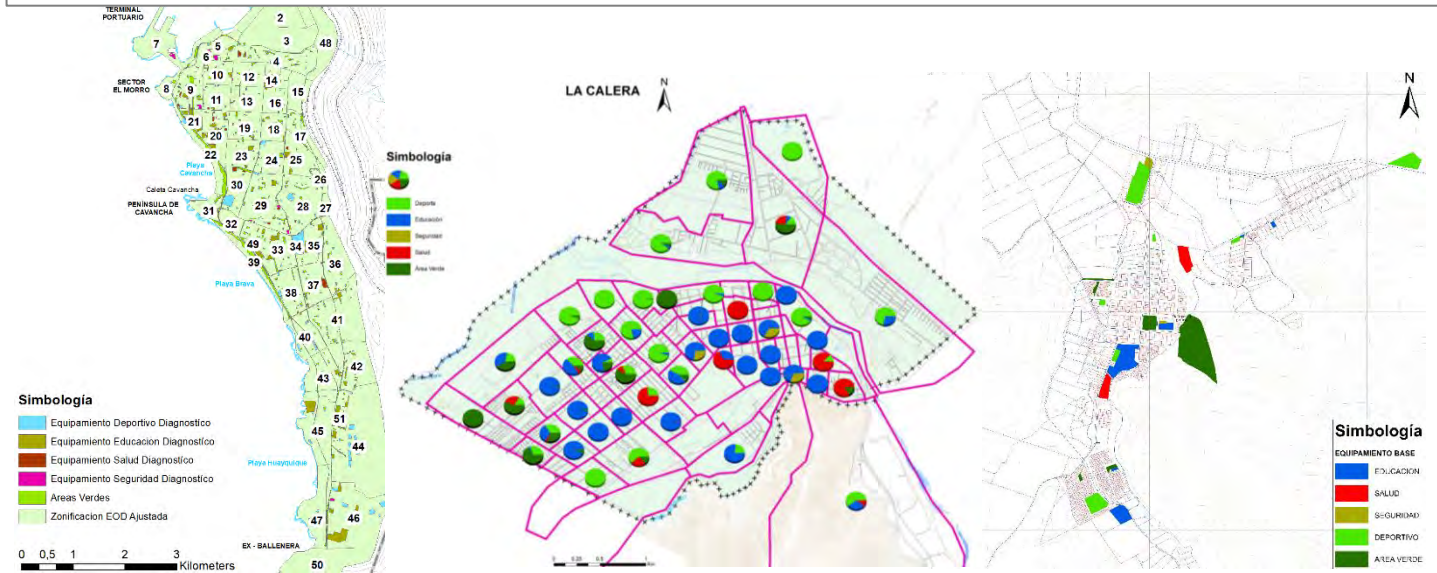 TERMINAL
PORTUARIO
2
3
48
7
5
6
4
SECTOR
EL MORRO
10
12
14
8
9
15
11
13
16
21
19
18
20
17
22
23
24
25
Playa
Cavancha
26
30
Caleta Cavancha
PENÍNSULA DE
CAVANCHA
31
29
28
27
32
49
33
34
35
39
36
Playa Brava
38
37
41
40
43
42
51
45
44
Playa Huayquique
47
46
EX - BALLENERA
50
Simbología
Equipamiento Deportivo Diagnostíco
Equipamiento Educacion Diagnostíco
Equipamiento Salud Diagnostíco
Equipamiento Seguridad Diagnostíco
Areas Verdes
Zonificacion EOD Ajustada
0 0,5 1 2 3
Kilometers
LA CALERA
N
Simbología
Deporte
Educación
Seguridad
Salud
Área Verde
N
Simbología
EQUIPAMIENTO BASE
EDUCACION
SALUD
SEGURIDAD
DEPORTIVO
AREA VERDE